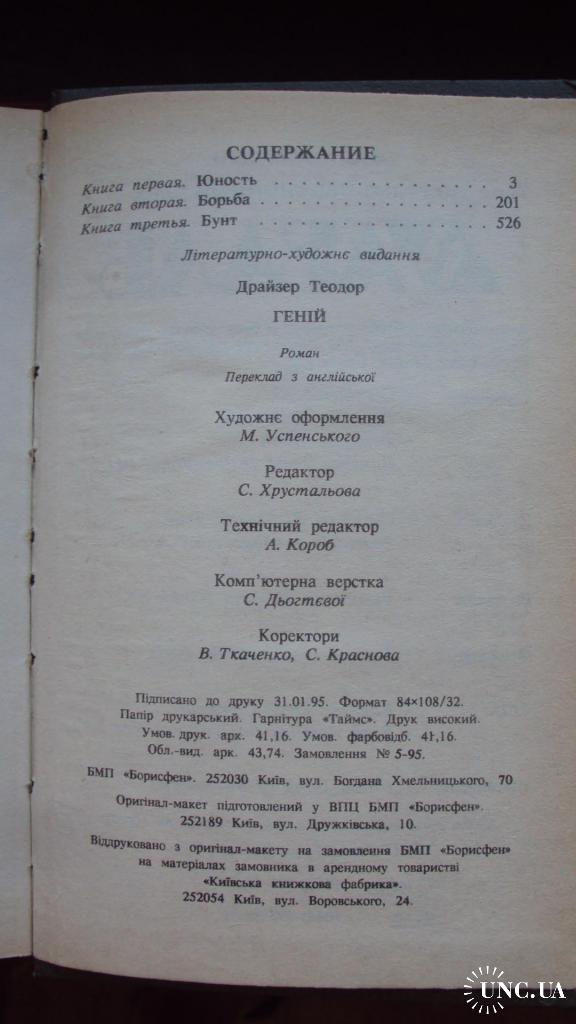 СОДЕРЖАНИЕ
Книга первая. Юность . . . . . . . . . . . . . . . . . 3
Книга вторая. Борьба . . . . . . . . . . . . . . . . . 201
Книга третья. Бунт . . . . . . . . . . . . . . . . . 526
Літературно-художнє видання
Драйзер Теодор
ГЕНІЙ
Роман
Переклад з англійської
Художнє оформлення
М. Успенського
Редактор
С. Хрустальова
Технічний редактор
А. Короб
Комп’ютерна верстка
С. Дьогтєвої
Коректори
В. Ткаченко, С. Краснова
Підписано до друку 31.01.95. Формат 84×108/32.
Папір друкарський. Гарнітура «Таймс». Друк високий.
Умов. друк. арк. 41,16. Умов. фарбовідб. 41,16.
Обл.-вид. арк. 43,74. Замовлення № 5-95.
БМП «Борисфен». 252030 Київ, вул. Богдана Хмельницького, 70
Оригінал-макет підготовлений у ВПЦ БМП «Борисфен».
252189 Київ, вул. Дружківська, 10.
Віддруковано з оригінал-макету на замовлення БМП «Борисфен»
на матеріалах замовника в арендному товаристві
«Київська книжкова фабрика».
252054 Київ, вул. Воровського, 24.
UNC.UA